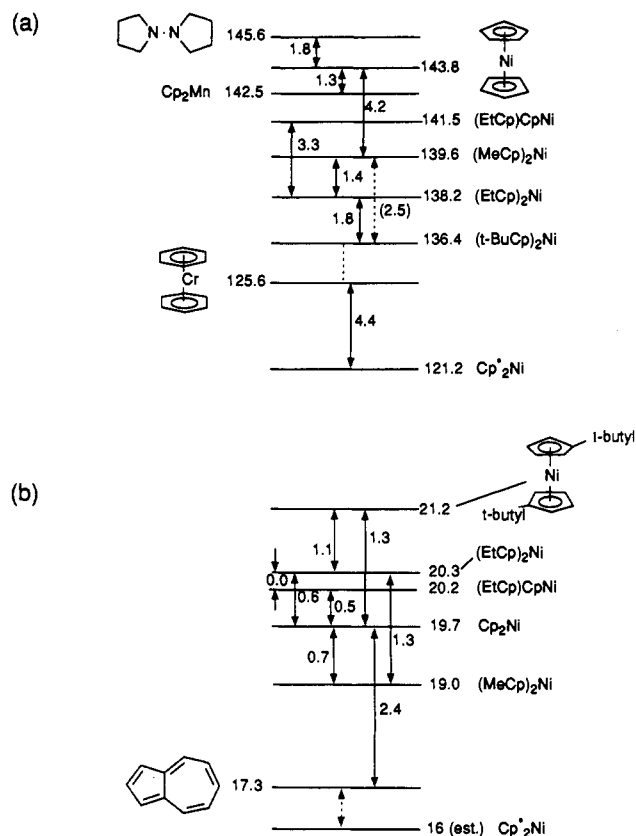 (a)
N · N
145.6
1.8
143.8
Ni
Cp2Mn 142.5
1.3
4.2
141.5 (EtCp)CpNi
3.3
139.6 (MeCp)2Ni
1.4
138.2 (EtCp)2Ni
1.8
(2.5)
136.4 (t-BuCp)2Ni
Cr
125.6
4.4
121.2 Cp*2Ni
(b)
t-butyl
Ni
t-butyl
21.2
1.1
1.3
(EtCp)2Ni
20.3
0.0
20.2 (EtCp)CpNi
0.6
0.5
19.7 Cp2Ni
1.3
0.7
19.0 (MeCp)2Ni
2.4
17.3
16 (est.) Cp*2Ni